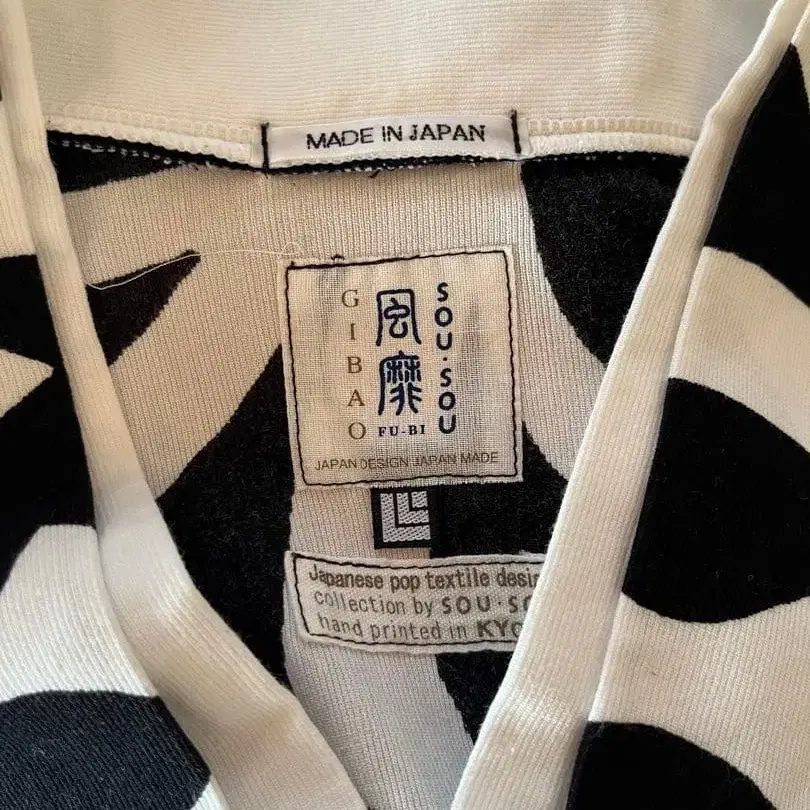 MADE IN JAPAN
GIBAO
風靡
SOU・SOU
FU-BI
JAPAN DESIGN JAPAN MADE
L
Japanese pop textile
collection by SOU・
hand printed in